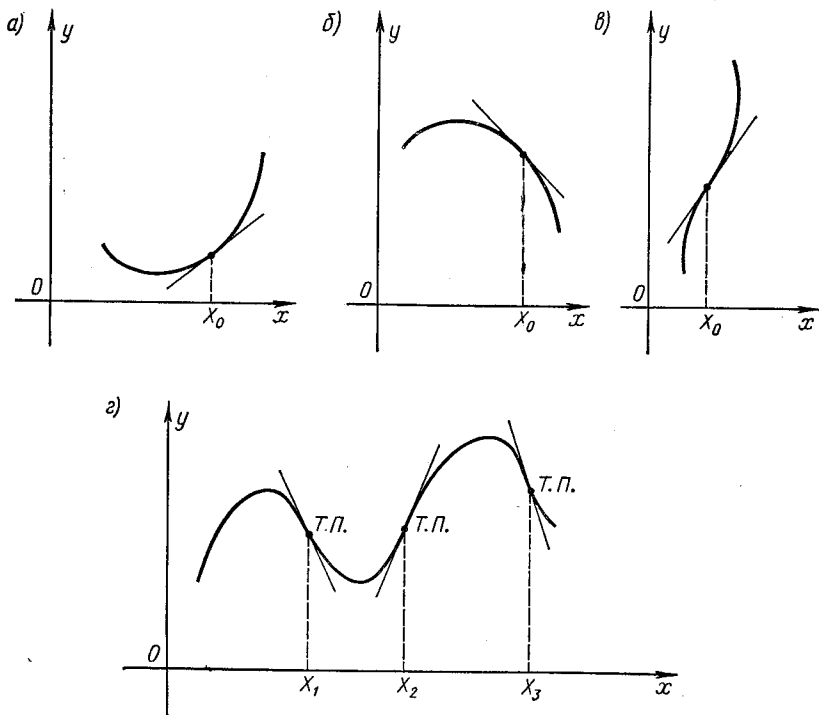 а) y
0 X₀ x
б) y
0 X₀ x
в) y
0 X₀ x
г) y
Т.П. Т.П. Т.П.
0 X₁ X₂ X₃ x